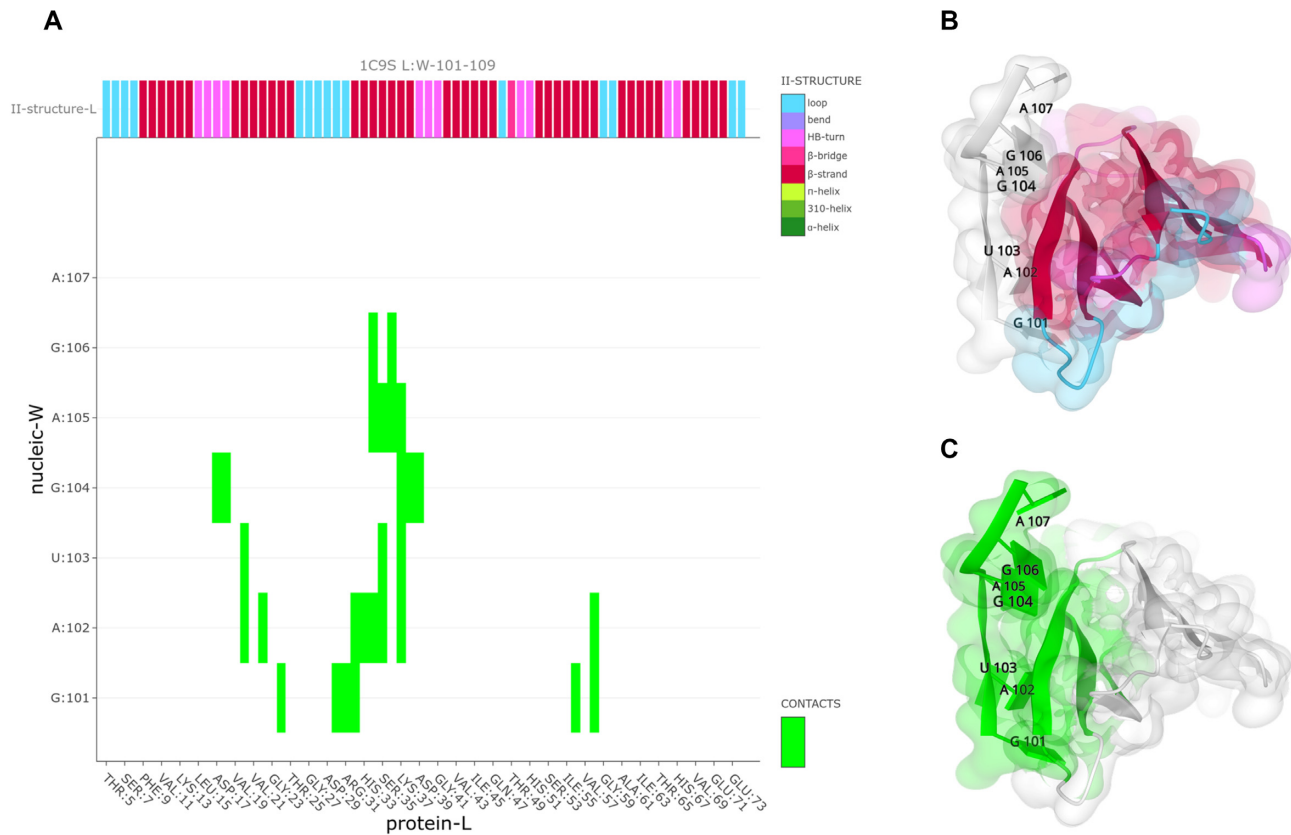 A
1C9S L:W-101-109
II-structure-L
II-STRUCTURE
loop
bend
HB-turn
β-bridge
β-strand
n-helix
310-helix
α-helix
nucleic-W
A:107
G:106
A:105
G:104
U:103
A:102
G:101
CONTACTS
THR:5
SER:7
PHE:9
VAL:11
LYS:13
LEU:15
ASP:17
VAL:19
VAL:21
GLY:23
THR:25
GLY:27
ASP:29
ARG:31
HIS:33
SER:35
LYS:37
ASP:39
GLY:41
VAL:43
ILE:45
GLN:47
THR:49
HIS:51
SER:53
ILE:55
VAL:57
GLY:59
ALA:61
ILE:63
THR:65
HIS:67
VAL:69
GLU:71
GLU:73
protein-L
B
A 107
G 106
A 105
G 104
U 103
A 102
G 101
C
A 107
G 106
A 105
G 104
U 103
A 102
G 101